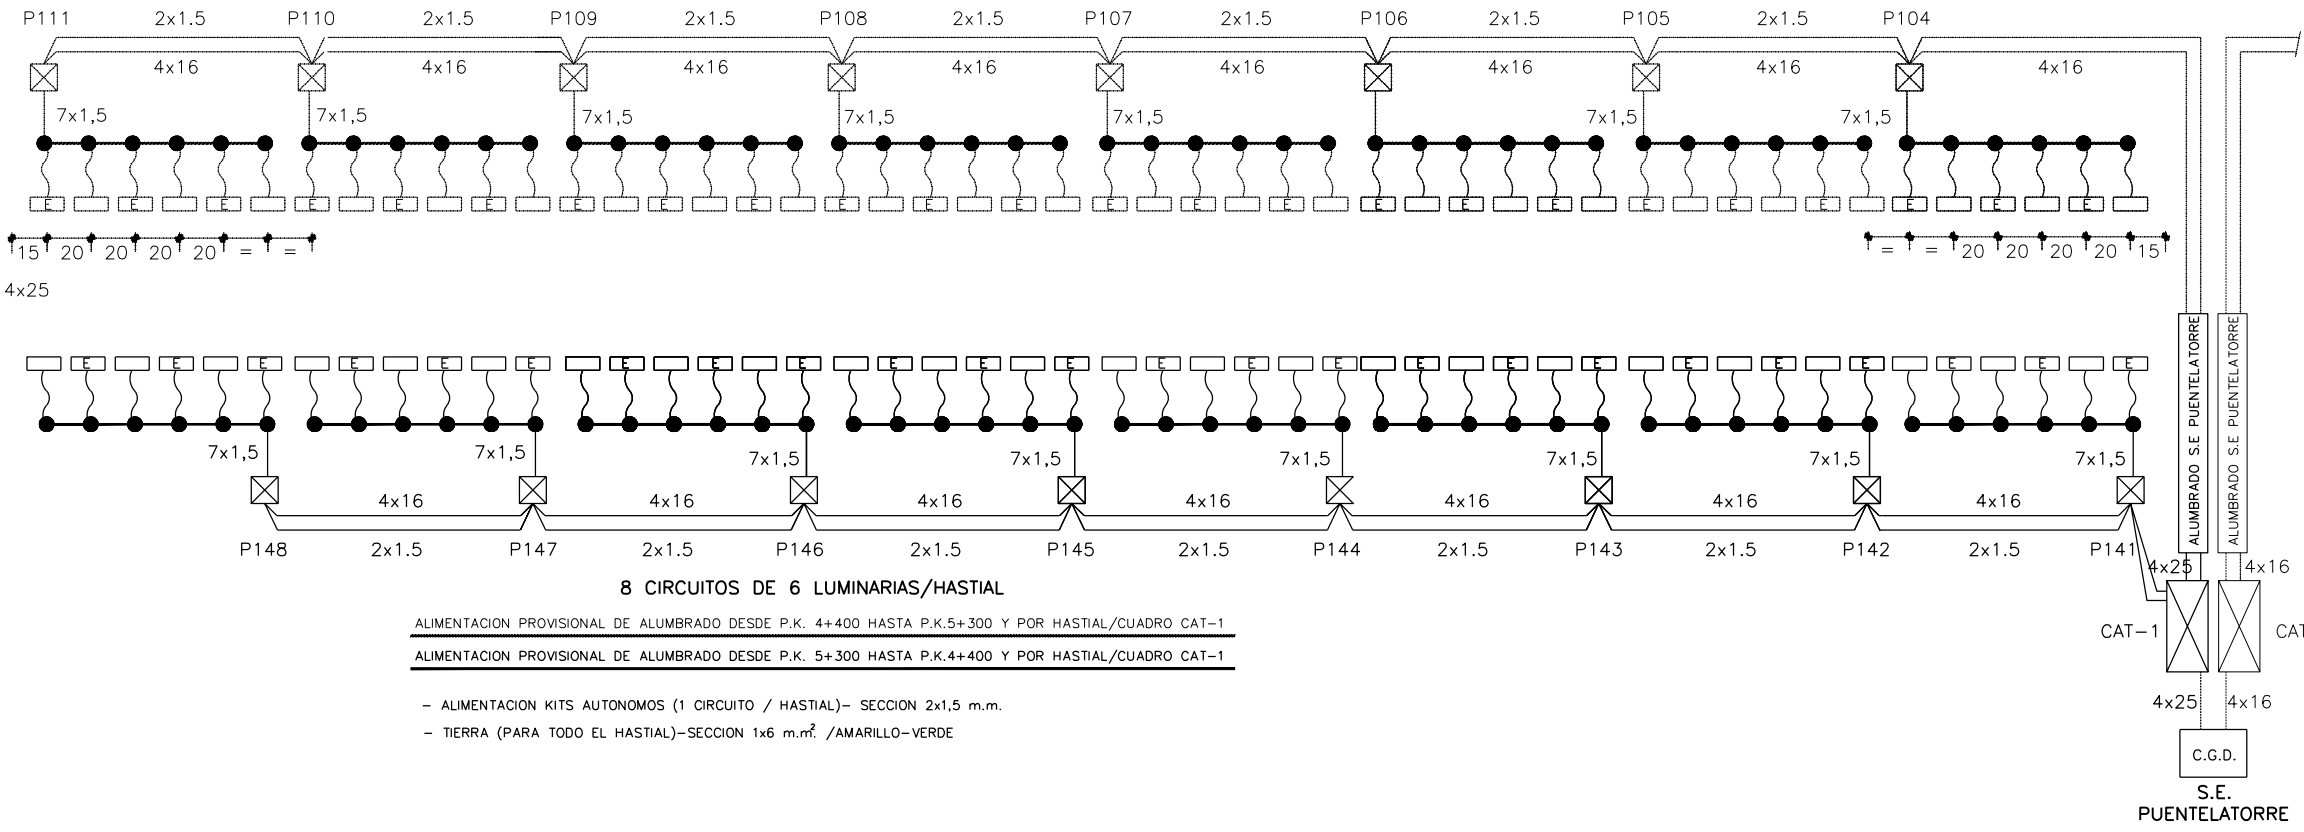 P111 2x1.5 P110 2x1.5 P109 2x1.5 P108 2x1.5 P107 2x1.5 P106 2x1.5 P105 2x1.5 P104
4x16 4x16 4x16 4x16 4x16 4x16 4x16 4x16
7x1,5 7x1,5 7x1,5 7x1,5 7x1,5 7x1,5 7x1,5
E E E E E E E E E E E E E E E E E E E E E E E E
15 20 20 20 20 = = = = 20 20 20 20 15
4x25
ALUMBRADO S.E PUENTELATORRE
ALUMBRADO S.E PUENTELATORRE
E E E E E E E E E E E E E E E E E E E E E E E E
7x1,5 7x1,5 7x1,5 7x1,5 7x1,5 7x1,5 7x1,5 7x1,5
4x16 4x16 4x16 4x16 4x16 4x16 4x16
P148 2x1.5 P147 2x1.5 P146 2x1.5 P145 2x1.5 P144 2x1.5 P143 2x1.5 P142 2x1.5 P141
4x25 4x16
8 CIRCUITOS DE 6 LUMINARIAS/HASTIAL
ALIMENTACION PROVISIONAL DE ALUMBRADO DESDE P.K. 4+400 HASTA P.K.5+300 Y POR HASTIAL/CUADRO CAT-1
CAT-1 CAT
ALIMENTACION PROVISIONAL DE ALUMBRADO DESDE P.K. 5+300 HASTA P.K.4+400 Y POR HASTIAL/CUADRO CAT-1
- ALIMENTACION KITS AUTONOMOS (1 CIRCUITO / HASTIAL)- SECCION 2x1,5 m.m.
4x25 4x16
- TIERRA (PARA TODO EL HASTIAL)-SECCION 1x6 m.m². /AMARILLO-VERDE
C.G.D.
S.E.
PUENTELATORRE